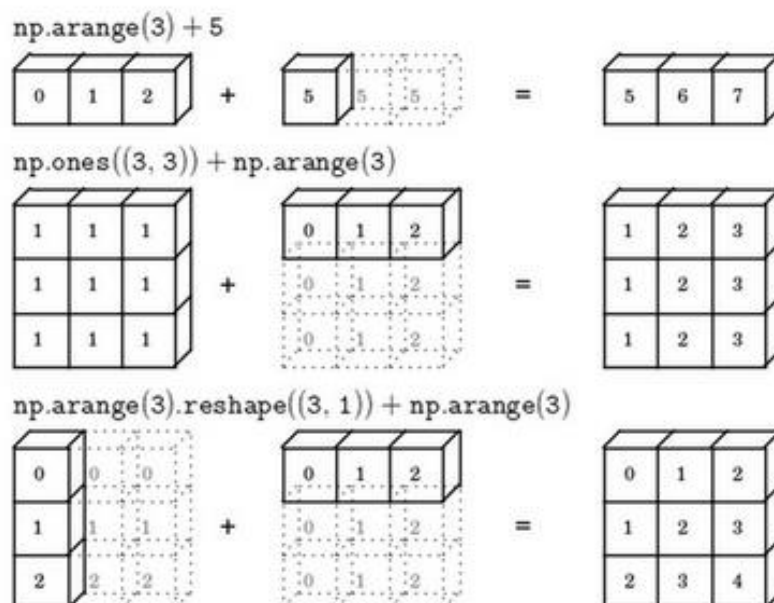 np.arange(3) + 5
0 1 2 + 5 5 5 = 5 6 7
np.ones((3, 3)) + np.arange(3)
1 1 1 0 1 2 1 2 3
1 1 1 + 0 1 2 = 1 2 3
1 1 1 0 1 2 1 2 3
np.arange(3).reshape((3, 1)) + np.arange(3)
0 0 0 0 1 2 0 1 2
1 1 1 + 0 1 2 = 1 2 3
2 2 2 0 1 2 2 3 4